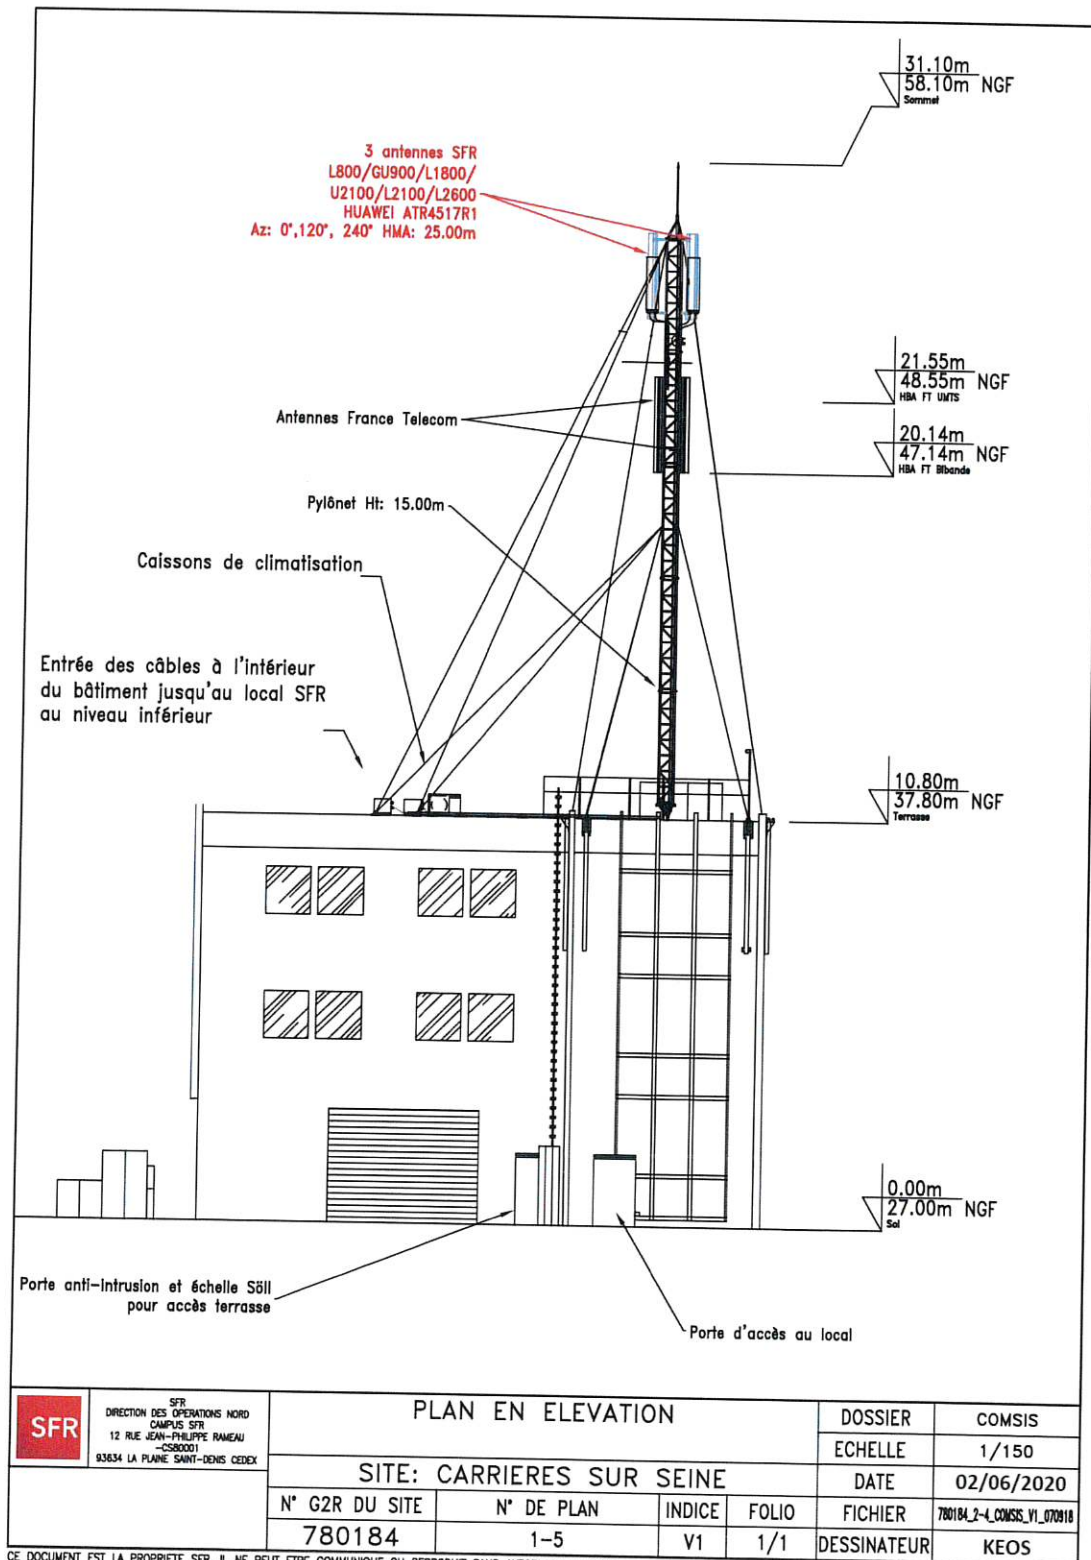 31.10m
58.10m NGF
Sommet
3 antennes SFR
L800/GU900/L1800/
U2100/L2100/L2600
HUAWEI ATR4517R1
Az: 0°,120°, 240° HMA: 25.00m
21.55m
48.55m NGF
HBA FT UMTS
Antennes France Telecom
20.14m
47.14m NGF
HBA FT Bibande
Pylônet Ht: 15.00m
Caissons de climatisation
Entrée des câbles à l'intérieur
du bâtiment jusqu'au local SFR
au niveau inférieur
10.80m
37.80m NGF
Terrasse
0.00m
27.00m NGF
Sol
Porte anti-intrusion et échelle Söll
pour accès terrasse
Porte d'accès au local
SFR
SFR
DIRECTION DES OPERATIONS NORD
CAMPUS SFR
12 RUE JEAN-PHILIPPE RAMEAU
-CS80001
93634 LA PLAINE SAINT-DENIS CEDEX
PLAN EN ELEVATION
SITE: CARRIERES SUR SEINE
N° G2R DU SITE
N° DE PLAN
INDICE
FOLIO
780184
1-5
V1
1/1
DOSSIER
COMSIS
ECHELLE
1/150
DATE
02/06/2020
FICHIER
780184_2-4_COMSIS_V1_070918
DESSINATEUR
KEOS
CE DOCUMENT EST LA PROPRIETE SFR IL NE PEUT ETRE COMMUNIQUE OU REPRODUIT SANS